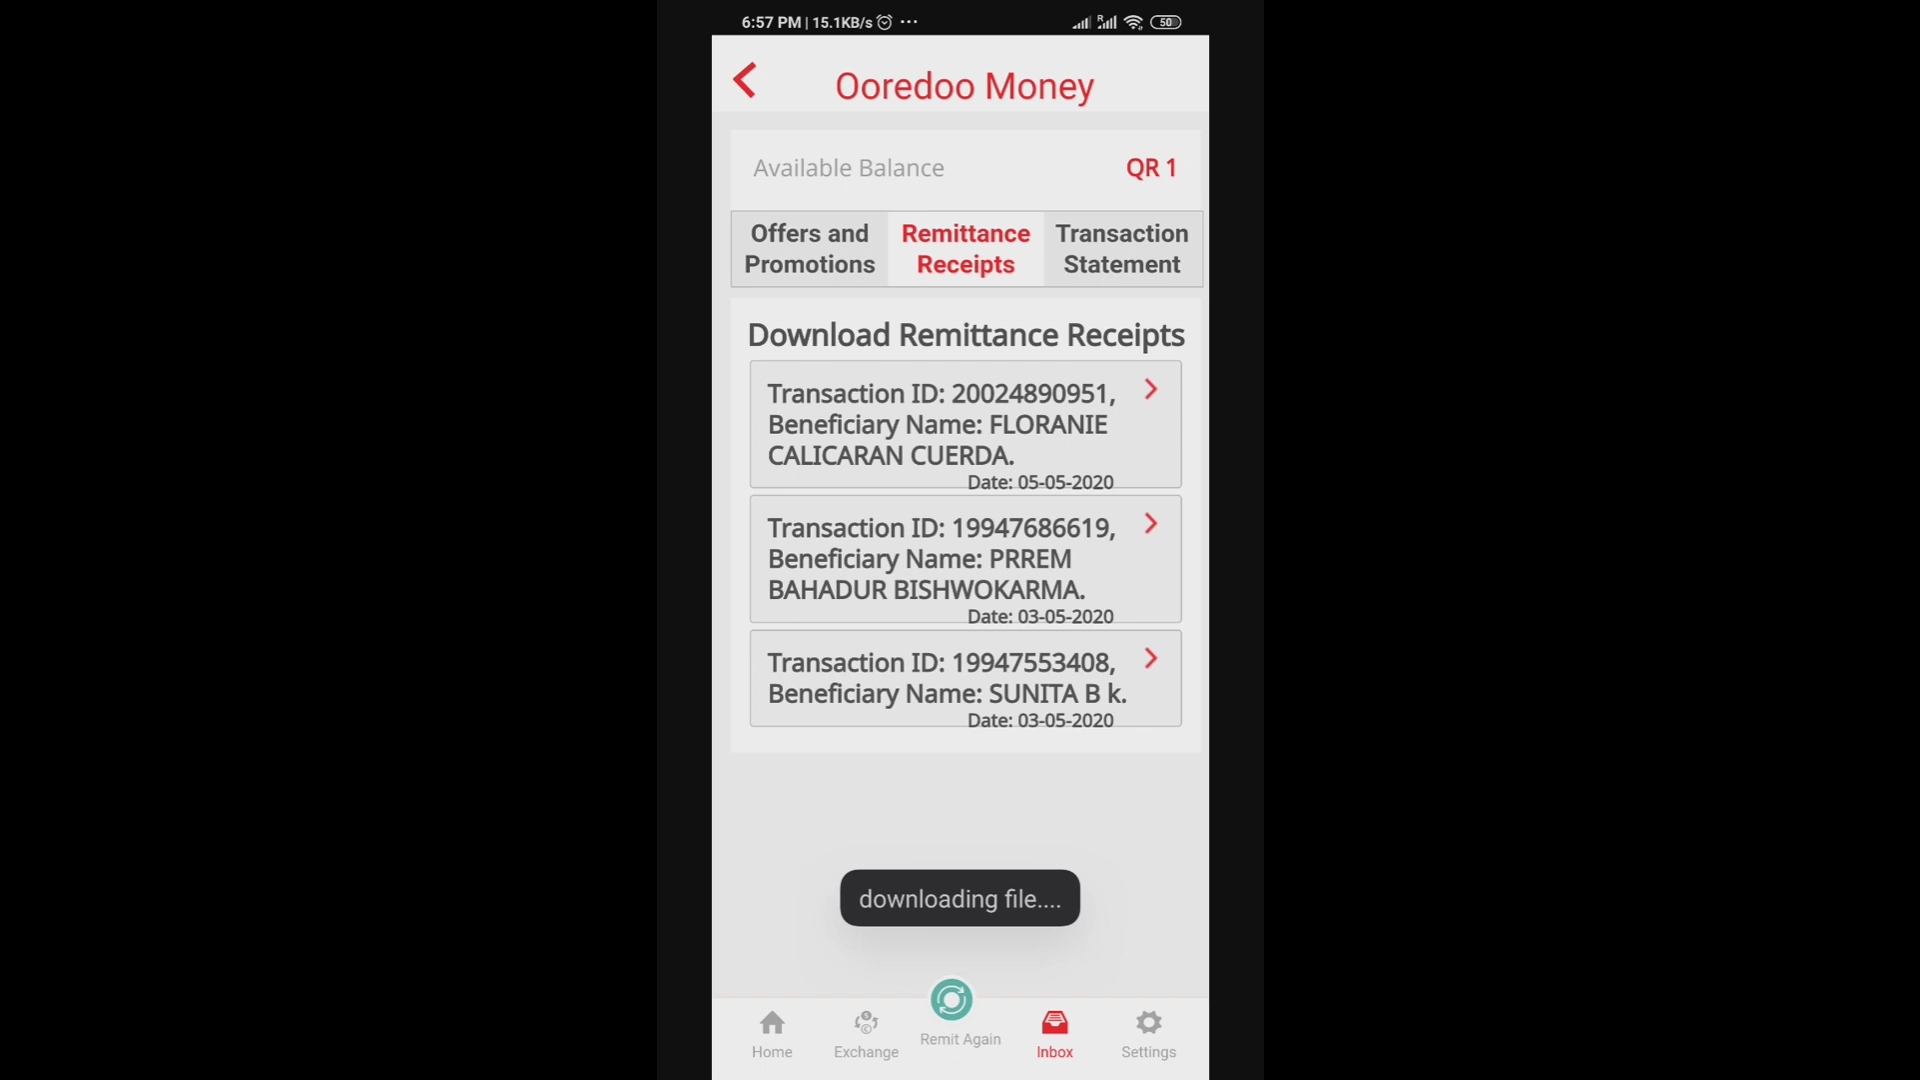 6:57 PM | 15.1KB/s ...
R 50
Ooredoo Money
Available Balance QR 1
Offers and Promotions
Remittance Receipts
Transaction Statement
Download Remittance Receipts
Transaction ID: 20024890951,
Beneficiary Name: FLORANIE
CALICARAN CUERDA.
Date: 05-05-2020
Transaction ID: 19947686619,
Beneficiary Name: PRREM
BAHADUR BISHWOKARMA.
Date: 03-05-2020
Transaction ID: 19947553408,
Beneficiary Name: SUNITA B k.
Date: 03-05-2020
downloading file....
Home Exchange Remit Again Inbox Settings